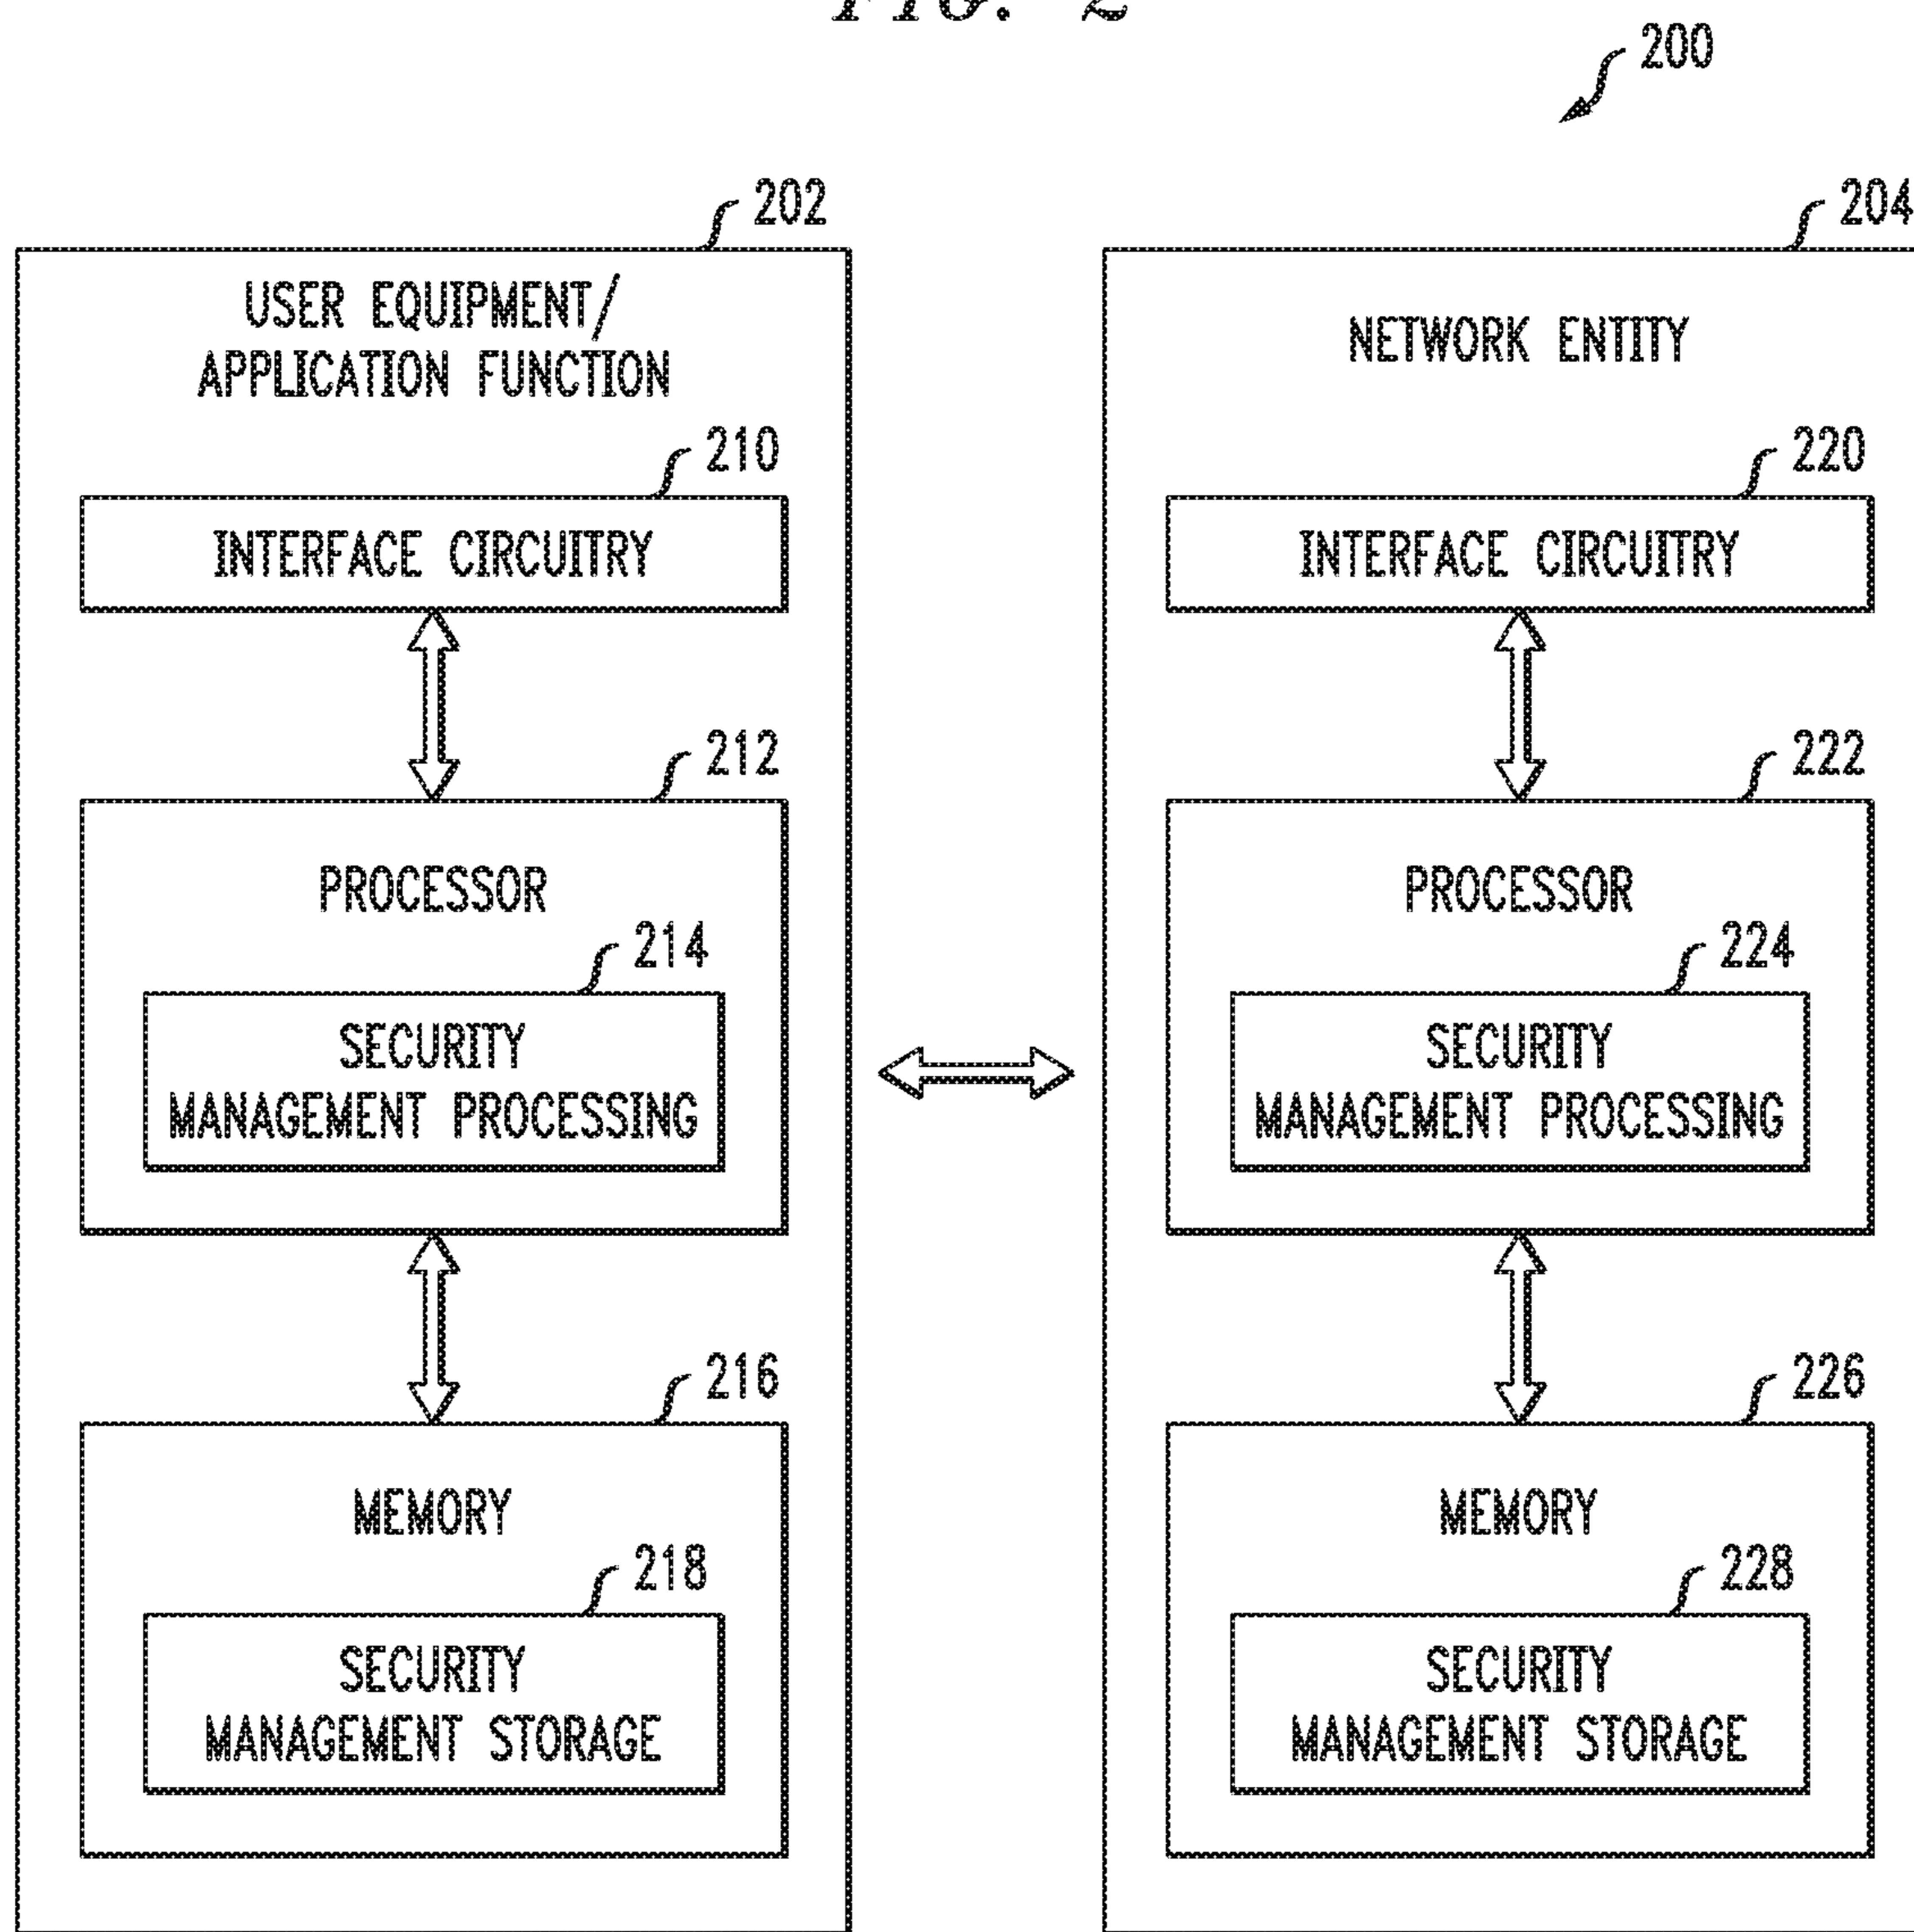 FIG. 2
200
202
USER EQUIPMENT/
APPLICATION FUNCTION
210
INTERFACE CIRCUITRY
212
PROCESSOR
214
SECURITY
MANAGEMENT PROCESSING
216
MEMORY
218
SECURITY
MANAGEMENT STORAGE
204
NETWORK ENTITY
220
INTERFACE CIRCUITRY
222
PROCESSOR
224
SECURITY
MANAGEMENT PROCESSING
226
MEMORY
228
SECURITY
MANAGEMENT STORAGE